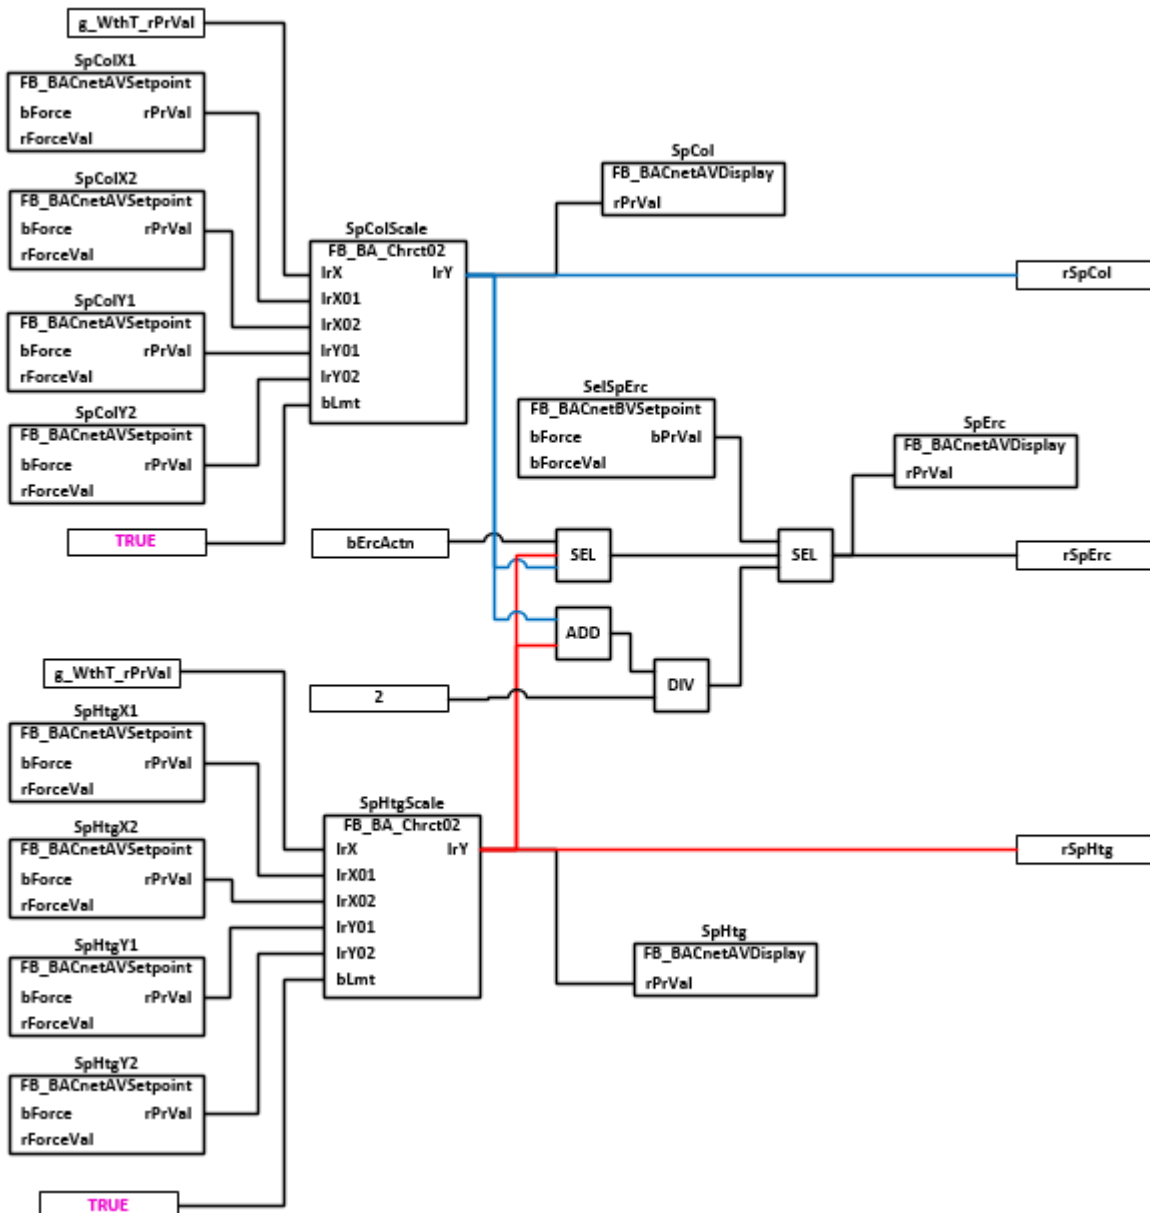 g_WthT_rPrVal
SpColX1
FB_BACnetAVSetpoint
bForce rPrVal
rForceVal
SpColX2
FB_BACnetAVSetpoint
bForce rPrVal
rForceVal
SpColY1
FB_BACnetAVSetpoint
bForce rPrVal
rForceVal
SpColY2
FB_BACnetAVSetpoint
bForce rPrVal
rForceVal
TRUE
SpColScale
FB_BA_Chrct02
lrX lrY
lrX01
lrX02
lrY01
lrY02
bLmt
SpCol
FB_BACnetAVDisplay
rPrVal
rSpCol
SelSpErc
FB_BACnetBVSetpoint
bForce bPrVal
bForceVal
SpErc
FB_BACnetAVDisplay
rPrVal
bErcActn
SEL
SEL
rSpErc
ADD
2
DIV
g_WthT_rPrVal
SpHtgX1
FB_BACnetAVSetpoint
bForce rPrVal
rForceVal
SpHtgX2
FB_BACnetAVSetpoint
bForce rPrVal
rForceVal
SpHtgY1
FB_BACnetAVSetpoint
bForce rPrVal
rForceVal
SpHtgY2
FB_BACnetAVSetpoint
bForce rPrVal
rForceVal
TRUE
SpHtgScale
FB_BA_Chrct02
lrX lrY
lrX01
lrX02
lrY01
lrY02
bLmt
rSpHtg
SpHtg
FB_BACnetAVDisplay
rPrVal